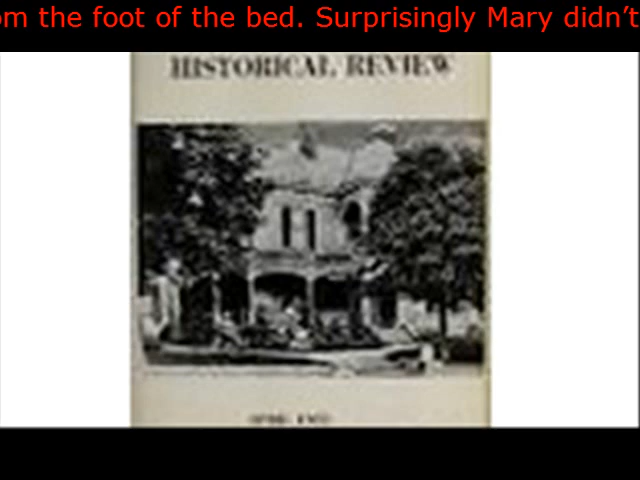 om the foot of the bed. Surprisingly Mary didn’t
HISTORICAL REVIEW